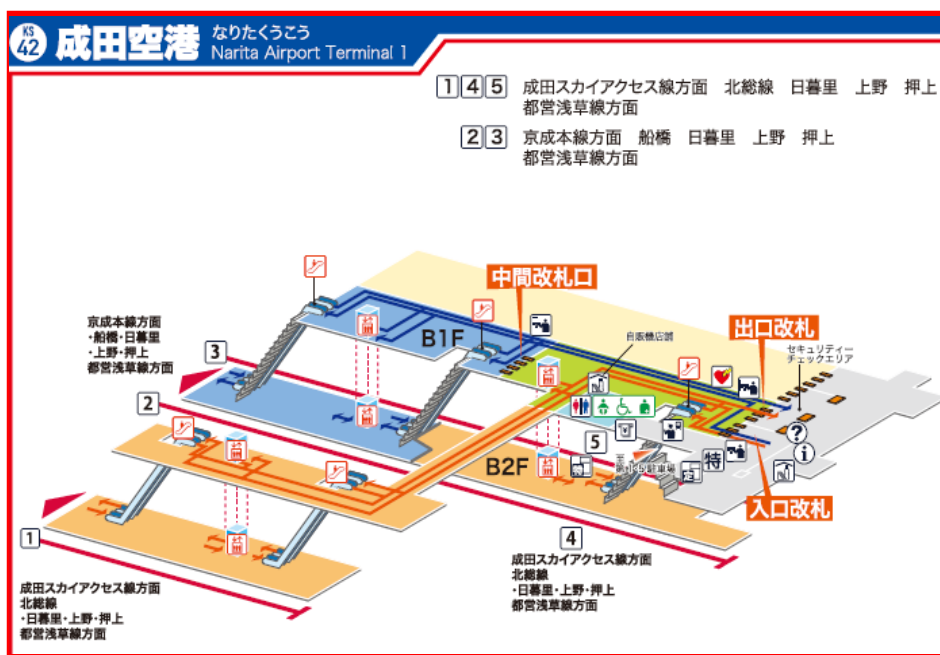 KS
42
成田空港
なりたくうこう
Narita Airport Terminal 1
1 4 5 成田スカイアクセス線方面 北総線 日暮里 上野 押上
都営浅草線方面
2 3 京成本線方面 船橋 日暮里 上野 押上
都営浅草線方面
中間改札口
京成本線方面
・船橋・日暮里
・上野・押上
都営浅草線方面
3
B1F
自販機店舗
出口改札
セキュリティー
チェックエリア
2
5
B2F
特
?
i
入口改札
1
4
成田スカイアクセス線方面
北総線
・日暮里・上野・押上
都営浅草線方面
成田スカイアクセス線方面
北総線
・日暮里・上野・押上
都営浅草線方面